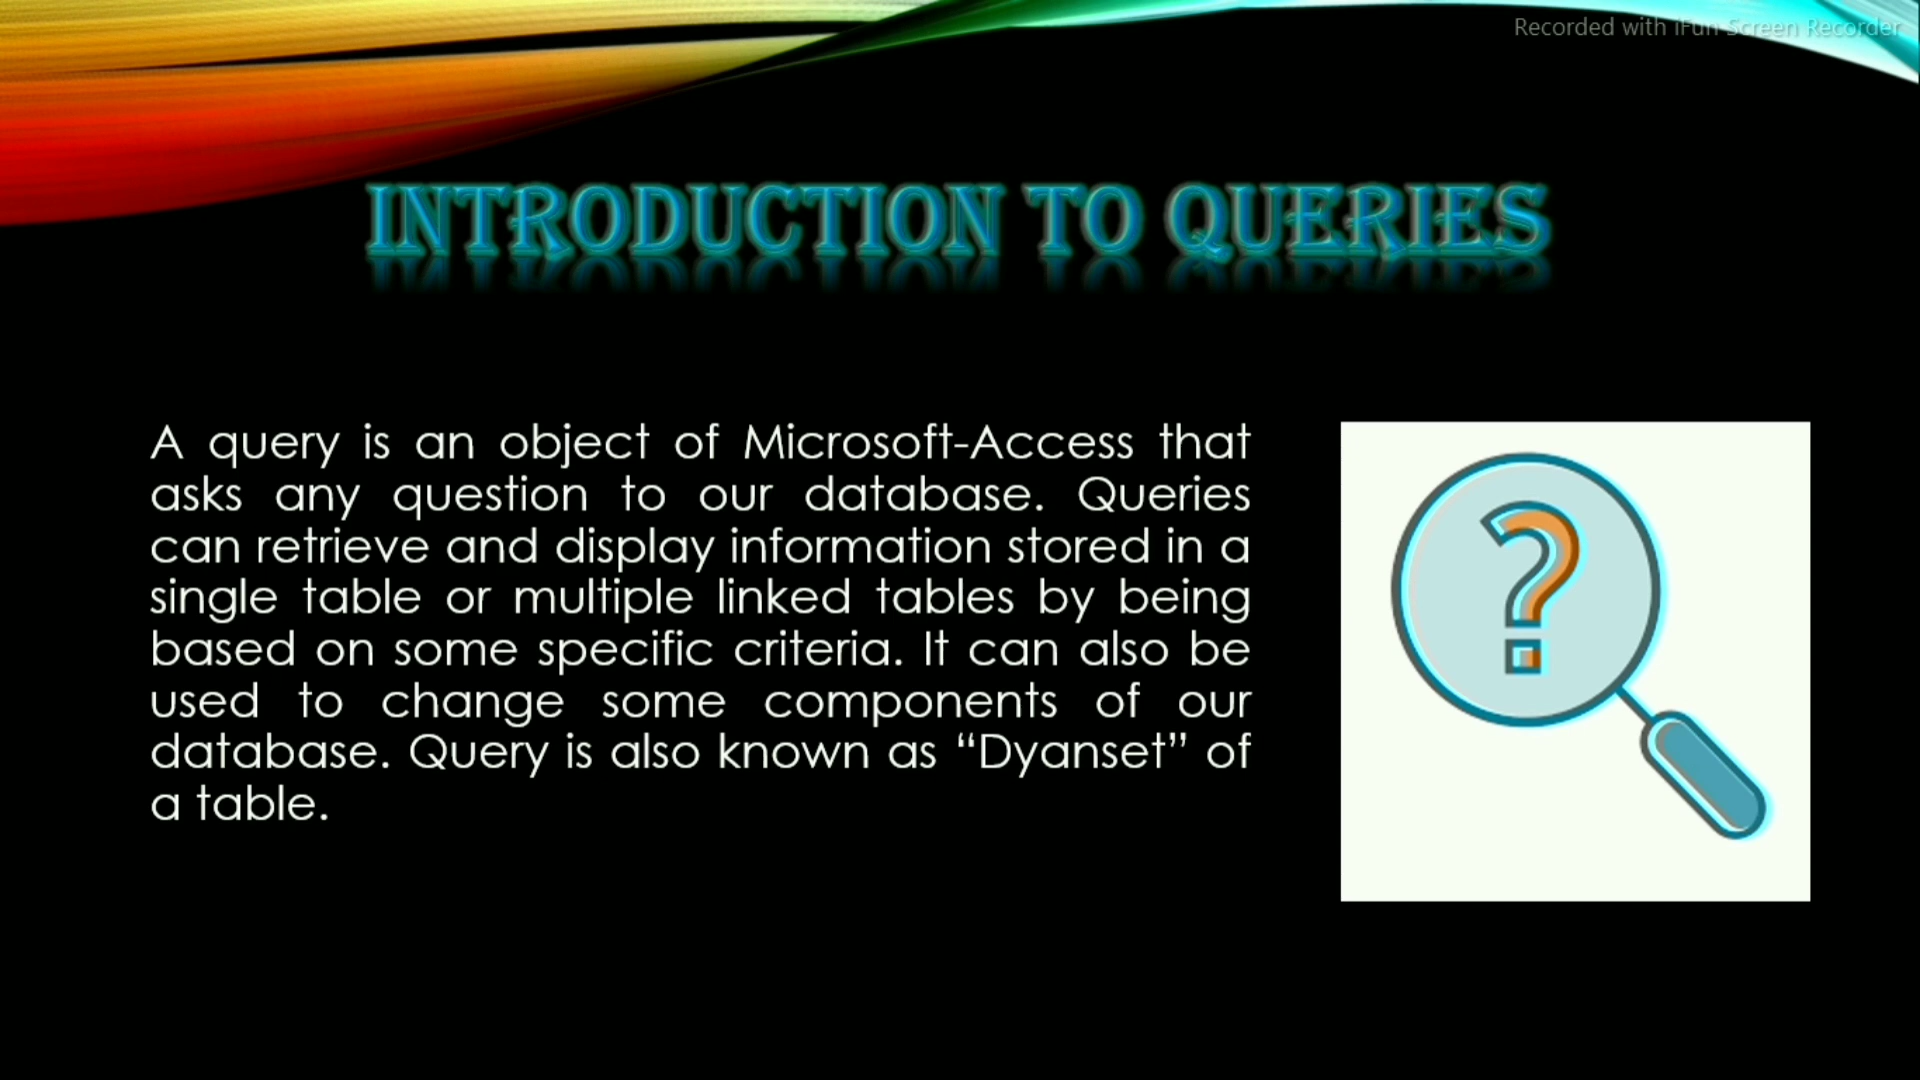 Recorded with iFun Screen Recorder
INTRODUCTION TO QUERIES
A query is an object of Microsoft-Access that
asks any question to our database. Queries
can retrieve and display information stored in a
single table or multiple linked tables by being
based on some specific criteria. It can also be
used to change some components of our
database. Query is also known as “Dyanset” of
a table.
?